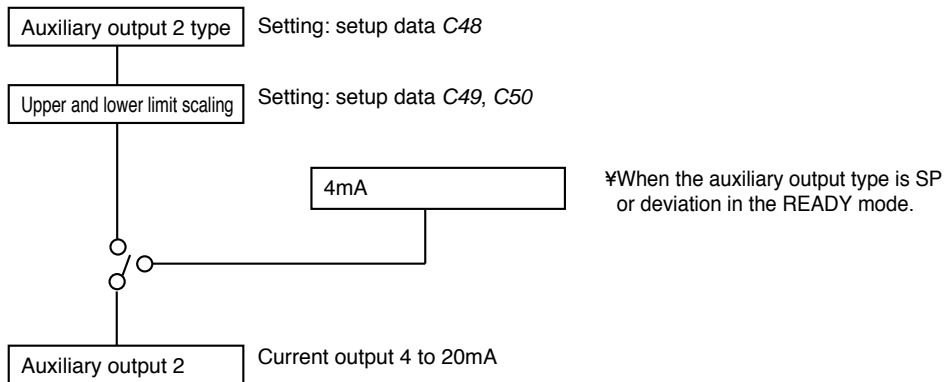 Auxiliary output 2 type
Setting: setup data C48
Upper and lower limit scaling
Setting: setup data C49, C50
4mA
¥When the auxiliary output type is SP
or deviation in the READY mode.
Auxiliary output 2
Current output 4 to 20mA